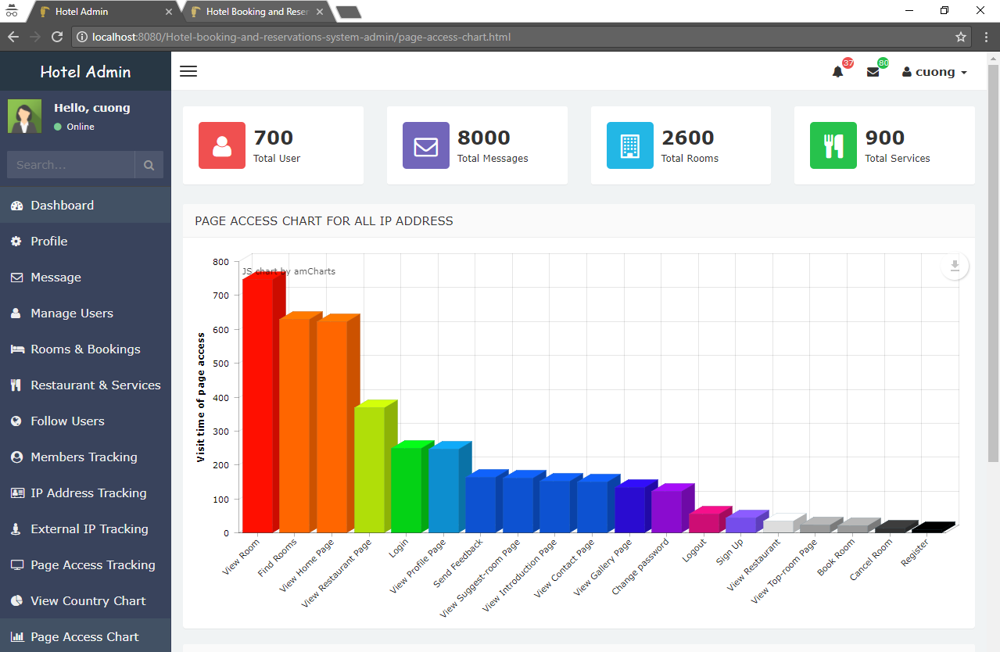 Hotel Admin
Hotel Booking and Reser
localhost:8080/Hotel-booking-and-reservations-system-admin/page-access-chart.html
Hotel Admin
37
80
cuong
Hello, cuong
Online
Search...
Dashboard
Profile
Message
Manage Users
Rooms & Bookings
Restaurant & Services
Follow Users
Members Tracking
IP Address Tracking
External IP Tracking
Page Access Tracking
View Country Chart
Page Access Chart
700
Total User
8000
Total Messages
2600
Total Rooms
900
Total Services
PAGE ACCESS CHART FOR ALL IP ADDRESS
JS chart by amCharts
Visit time of page access
800
700
600
500
400
300
200
100
0
View Room
Find Rooms
View Home Page
View Restaurant Page
Login
View Profile Page
Send Feedback
View Suggest-room Page
View Introduction Page
View Contact Page
View Gallery Page
Change password
Logout
Sign Up
View Restaurant
View Top-room Page
Book Room
Cancel Room
Register